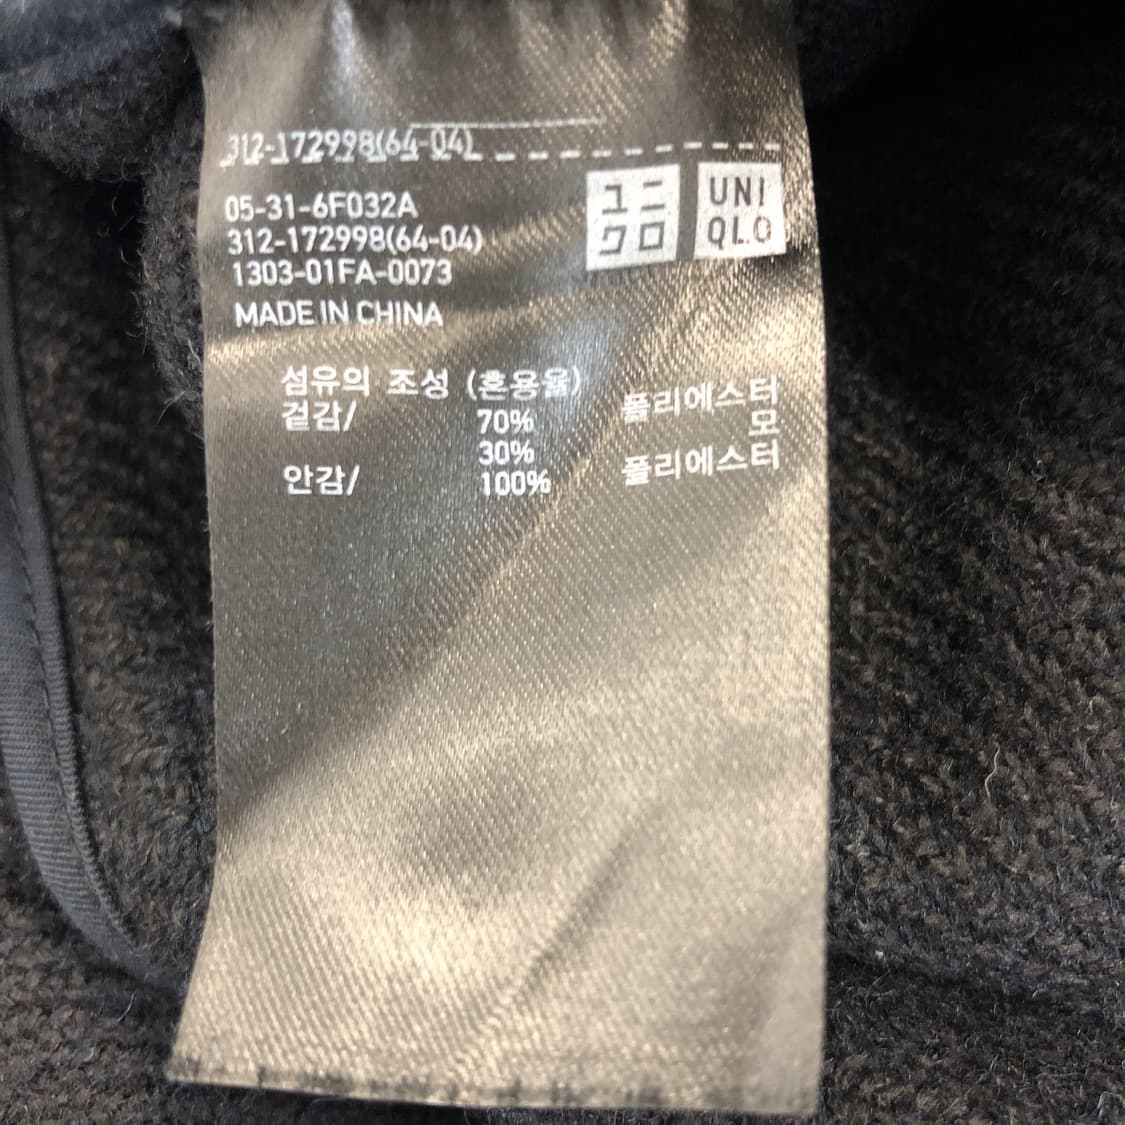 312-172998(64-04)
05-31-6F032A
312-172998(64-04)
1303-01FA-0073
MADE IN CHINA
ユニ
クロ
UNI
QLO
섬유의 조성 (혼용율)
겉감/ 70% 폴리에스터
30% 모
안감/ 100% 폴리에스터